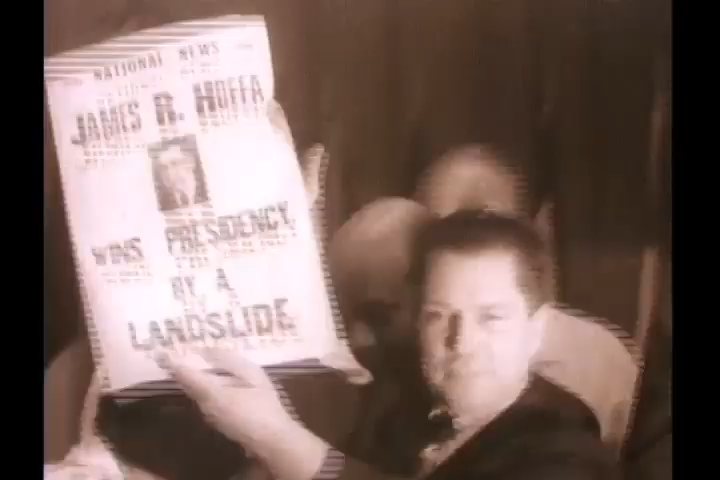 NATIONAL NEWS
JAMES R. HOFFA
WINS PRESIDENCY
BY A
LANDSLIDE